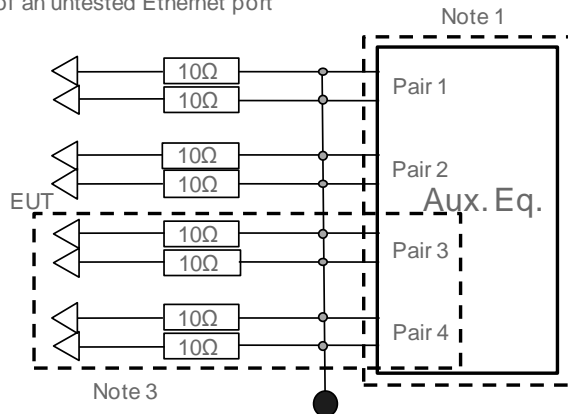 of an untested Ethernet port
Note 1
10Ω
Pair 1
10Ω
10Ω
Pair 2
10Ω
Aux. Eq.
EUT
10Ω
Pair 3
10Ω
10Ω
Pair 4
10Ω
Note 3